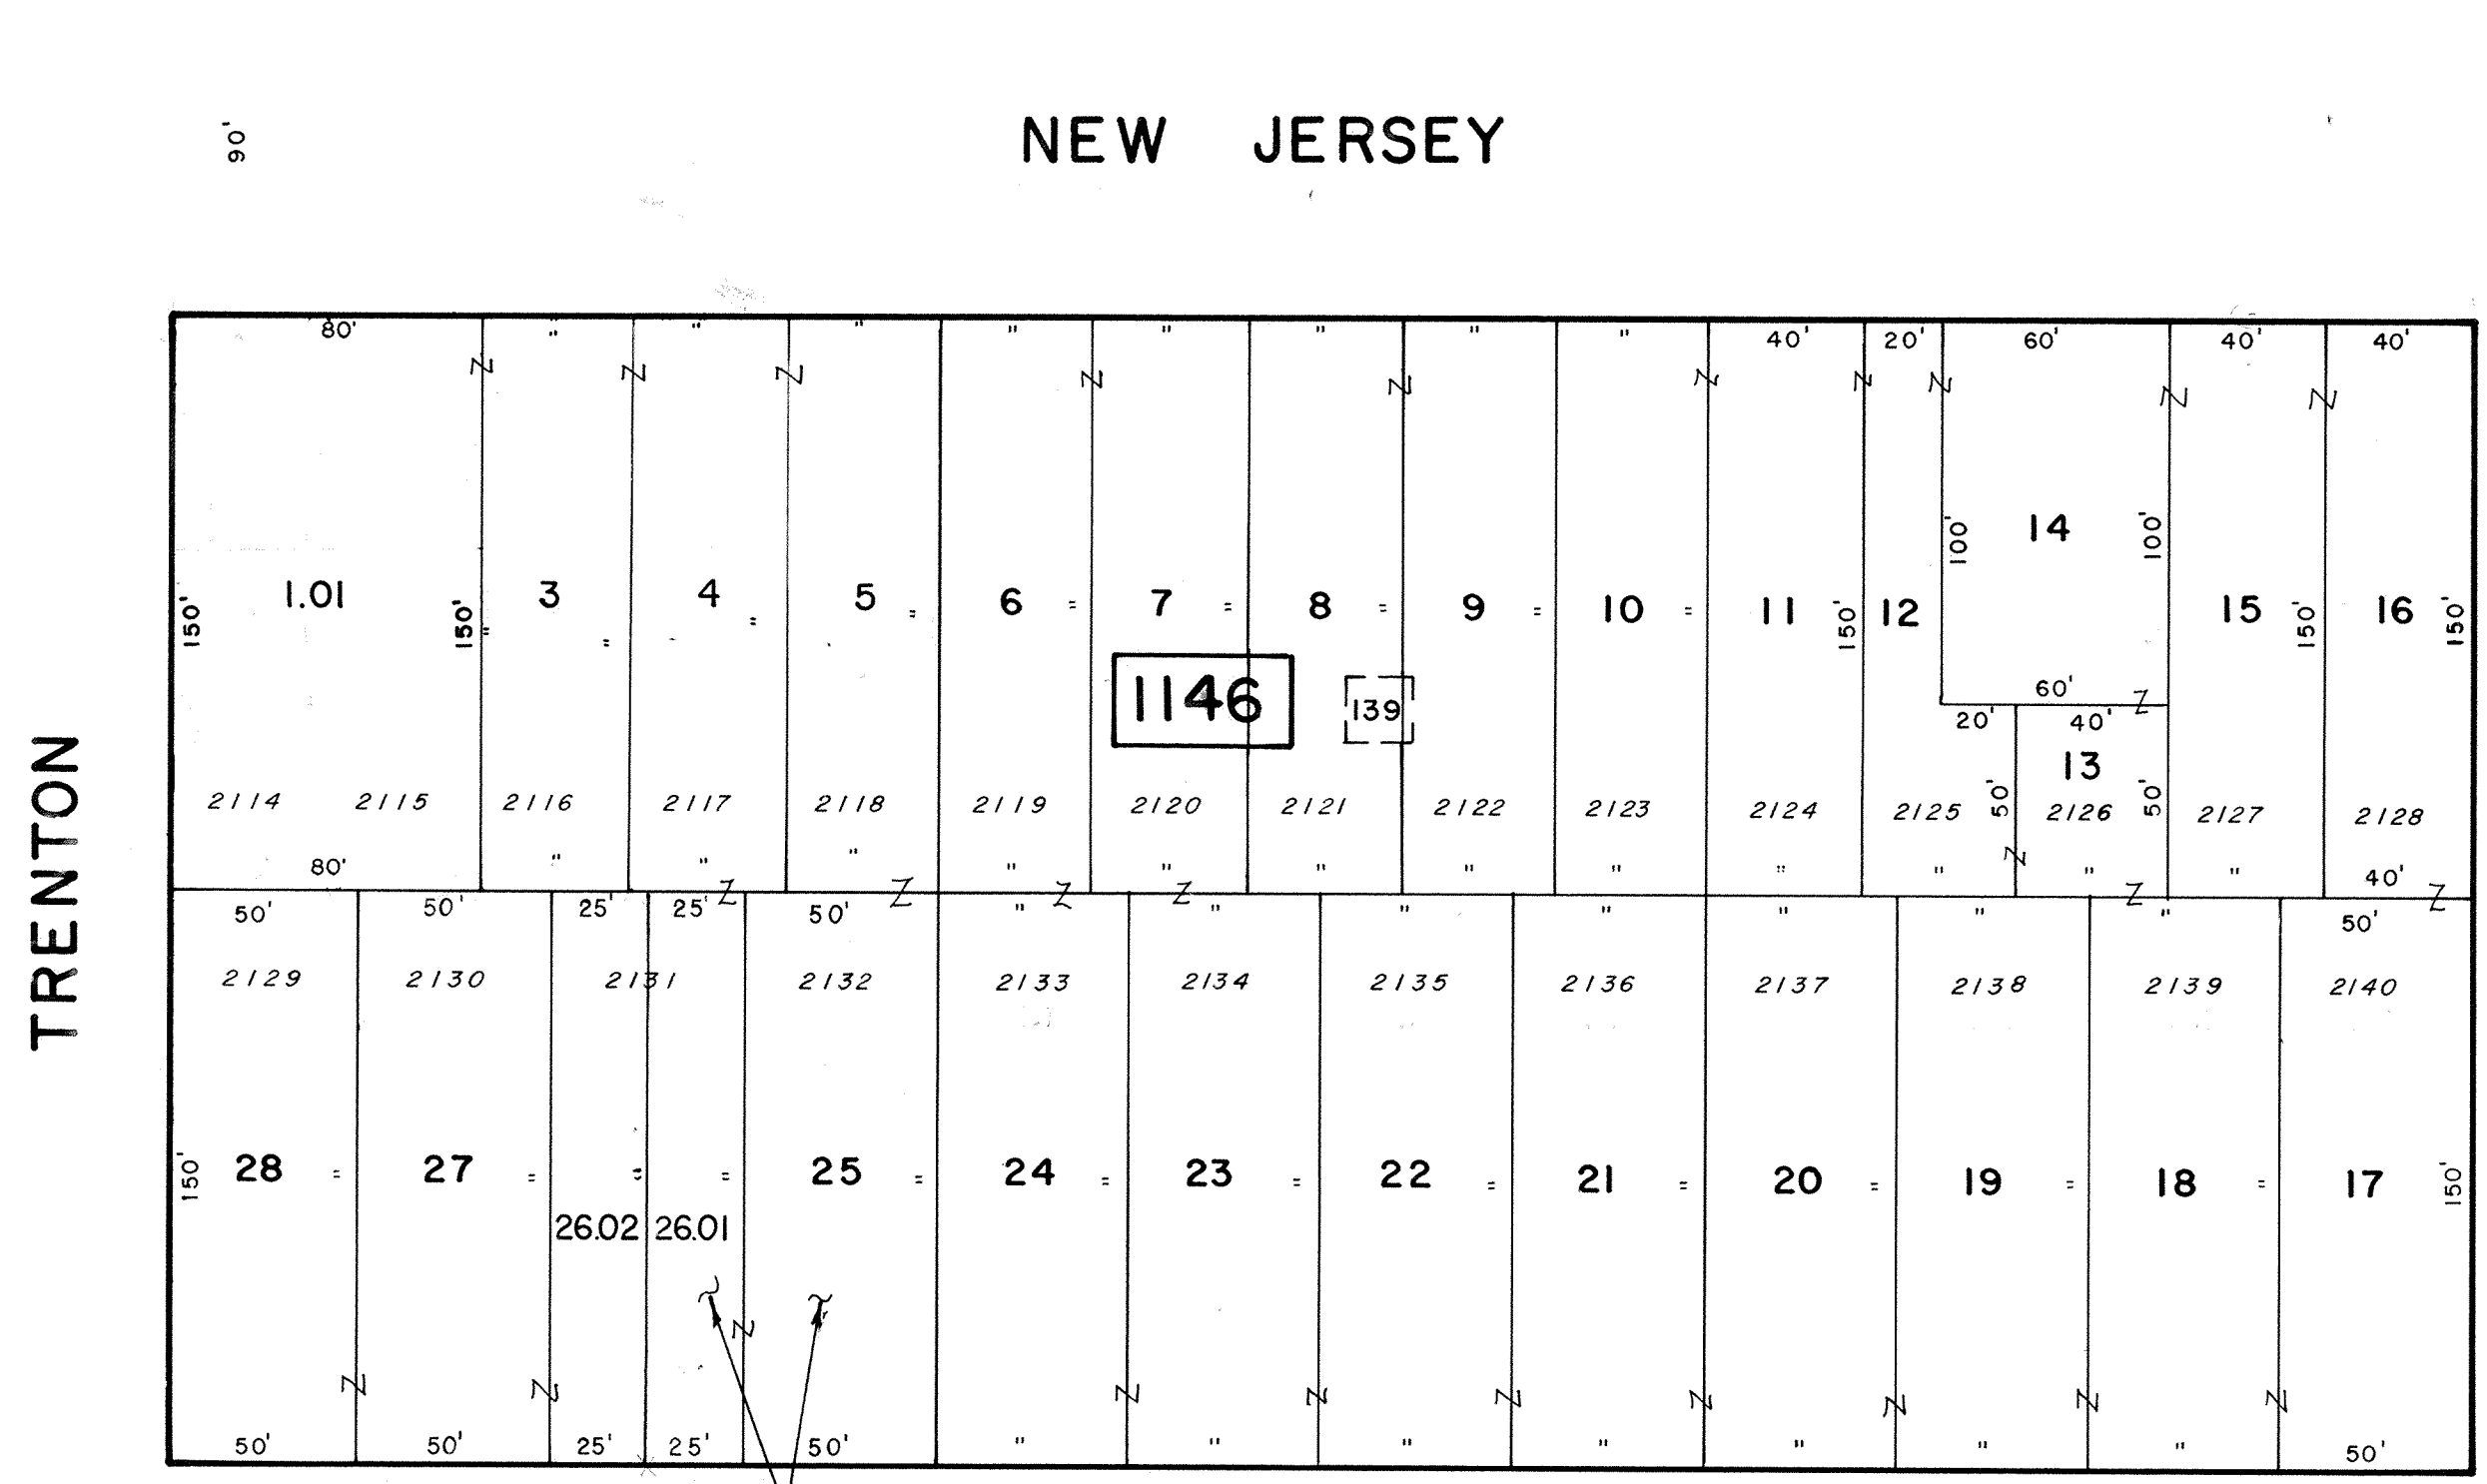 90'
NEW JERSEY
TRENTON
80' " " " " " " " " 40' 20' 60' 40' 40'
100' 14 100'
150' 1.01 150' " 3 " 4 " 5 " 6 " 7 " 8 " 9 " 10 " 11 150' 12 15 150' 16 150'
60'
1146 139
20' 40'
13
2114 2115 2116 2117 2118 2119 2120 2121 2122 2123 2124 2125 50' 2126 50' 2127 2128
80' " " " " " " " " " " " " 40'
50' 50' 25' 25' 50' " " " " " " " 50'
2129 2130 2131 2132 2133 2134 2135 2136 2137 2138 2139 2140
150' 28 " 27 " " " 25 " 24 " 23 " 22 " 21 " 20 " 19 " 18 " 17 150'
26.02 26.01
50' 50' 25' 25' 50' " " " " " " " 50'